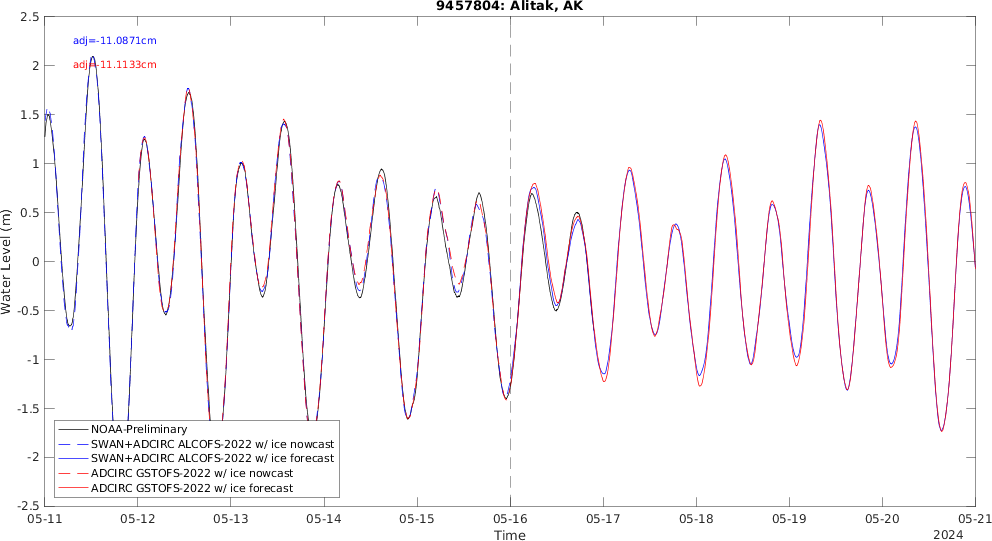 9457804: Alitak, AK
2.5
adj=-11.0871cm
2
adj=-11.1133cm
1.5
1
0.5
0
-0.5
-1
-1.5
-2
-2.5
Water Level (m)
NOAA-Preliminary
SWAN+ADCIRC ALCOFS-2022 w/ ice nowcast
SWAN+ADCIRC ALCOFS-2022 w/ ice forecast
ADCIRC GSTOFS-2022 w/ ice nowcast
ADCIRC GSTOFS-2022 w/ ice forecast
05-11 05-12 05-13 05-14 05-15 05-16 05-17 05-18 05-19 05-20 05-21
Time
2024